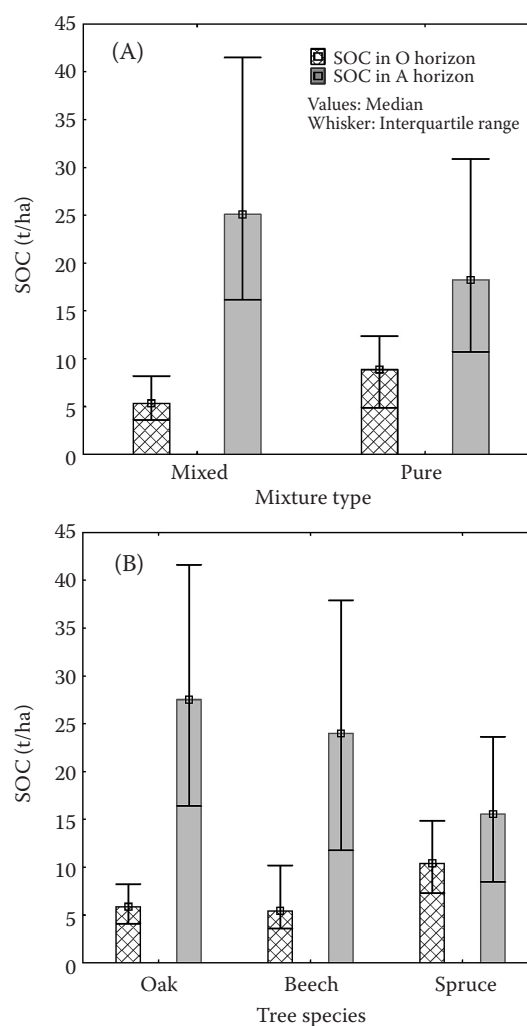 45
(A)
SOC in O horizon
40
SOC in A horizon
Values: Median
35
Whisker: Interquartile range
30
25
SOC (t/ha)
20
15
10
5
0
Mixed Pure
Mixture type
45
(B)
40
35
30
25
SOC (t/ha)
20
15
10
5
0
Oak Beech Spruce
Tree species